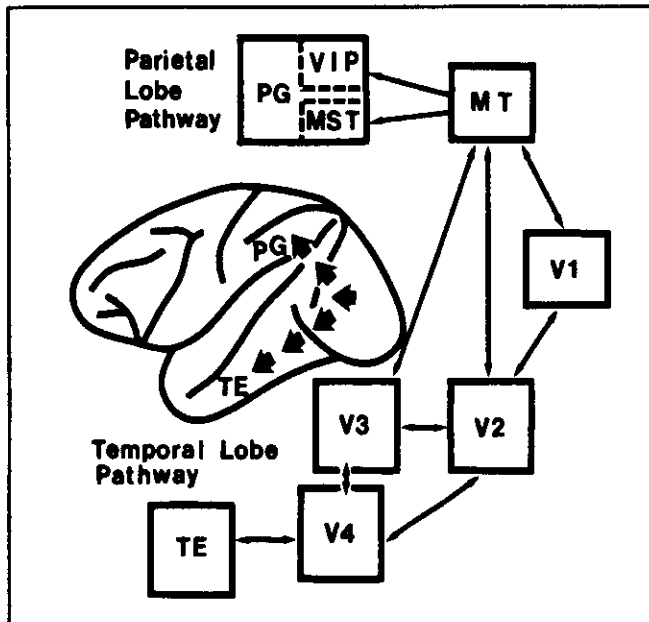 Parietal
Lobe
Pathway
PG
VIP
MST
MT
V1
PG
TE
V3
V2
Temporal Lobe
Pathway
TE
V4